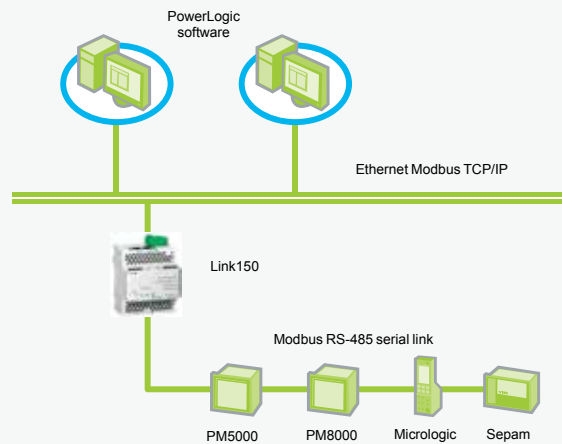 PowerLogic
software
Ethernet Modbus TCP/IP
Link150
Modbus RS-485 serial link
PM5000
PM8000
Micrologic
Sepam